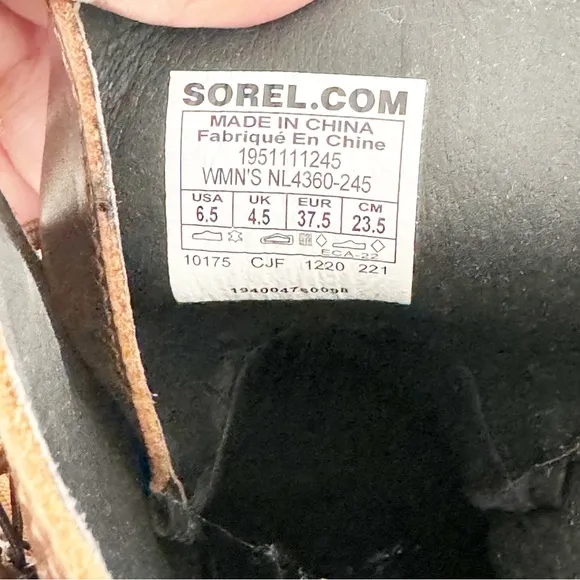 SOREL.COM
MADE IN CHINA
Fabriqué En Chine
1951111245
WMN'S NL4360-245
USA UK EUR CM
6.5 4.5 37.5 23.5
ECA-22
10175 CJF 1220 221